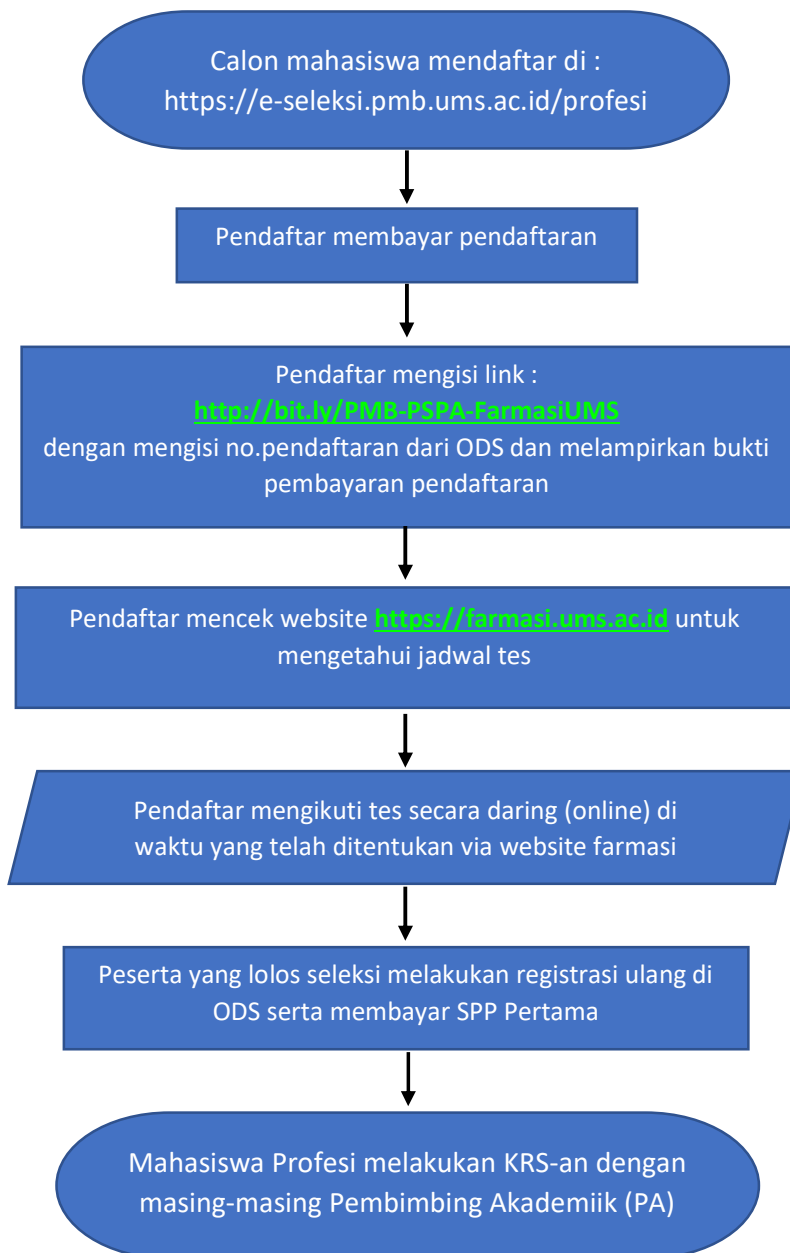 Calon mahasiswa mendaftar di :
https://e-seleksi.pmb.ums.ac.id/profesi
Pendaftar membayar pendaftaran
Pendaftar mengisi link :
http://bit.ly/PMB-PSPA-FarmasiUMS
dengan mengisi no.pendaftaran dari ODS dan melampirkan bukti
pembayaran pendaftaran
Pendaftar mencek website https://farmasi.ums.ac.id untuk
mengetahui jadwal tes
Pendaftar mengikuti tes secara daring (online) di
waktu yang telah ditentukan via website farmasi
Peserta yang lolos seleksi melakukan registrasi ulang di
ODS serta membayar SPP Pertama
Mahasiswa Profesi melakukan KRS-an dengan
masing-masing Pembimbing Akademiik (PA)